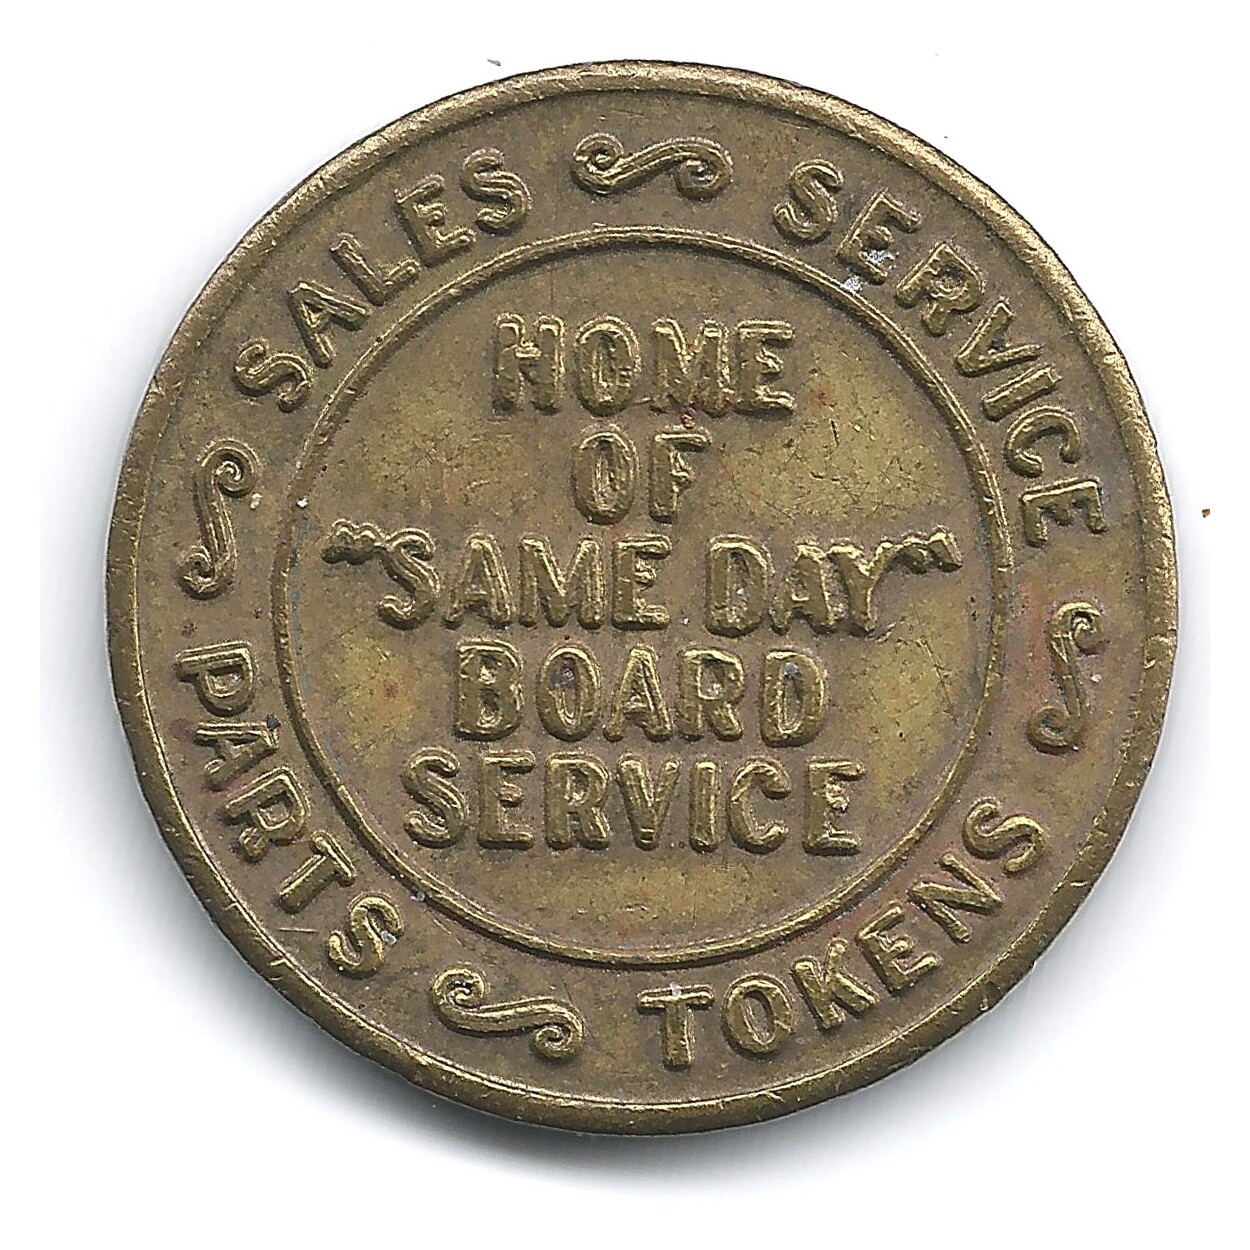 SALES SERVICE
HOME
OF
"SAME DAY"
BOARD
SERVICE
PARTS TOKENS